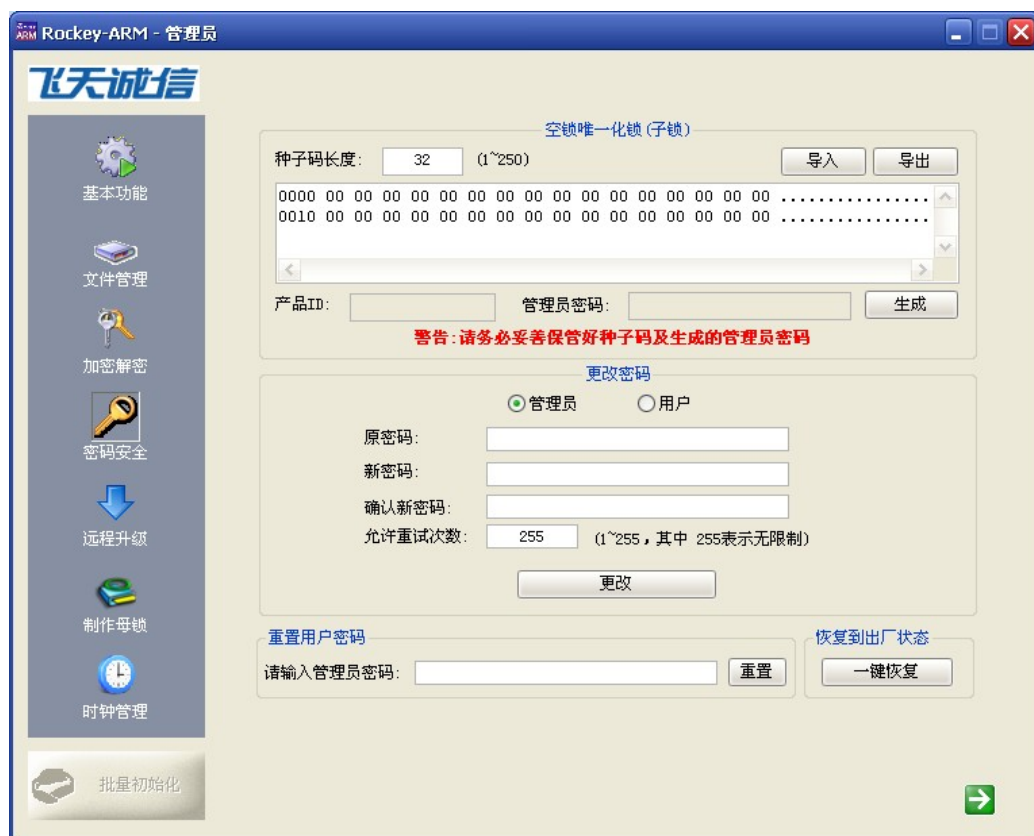 Rockey-ARM - 管理员
飞天诚信
基本功能
文件管理
加密解密
密码安全
远程升级
制作母锁
时钟管理
批量初始化
空锁唯一化锁(子锁)
种子码长度: 32 (1~250) 导入 导出
0000 00 00 00 00 00 00 00 00 00 00 00 00 00 00 00 00 ................
0010 00 00 00 00 00 00 00 00 00 00 00 00 00 00 00 00 ................
产品ID: 管理员密码: 生成
警告:请务必妥善保管好种子码及生成的管理员密码
更改密码
管理员 用户
原密码:
新密码:
确认新密码:
允许重试次数: 255 (1~255,其中 255表示无限制)
更改
重置用户密码
请输入管理员密码: 重置
恢复到出厂状态
一键恢复